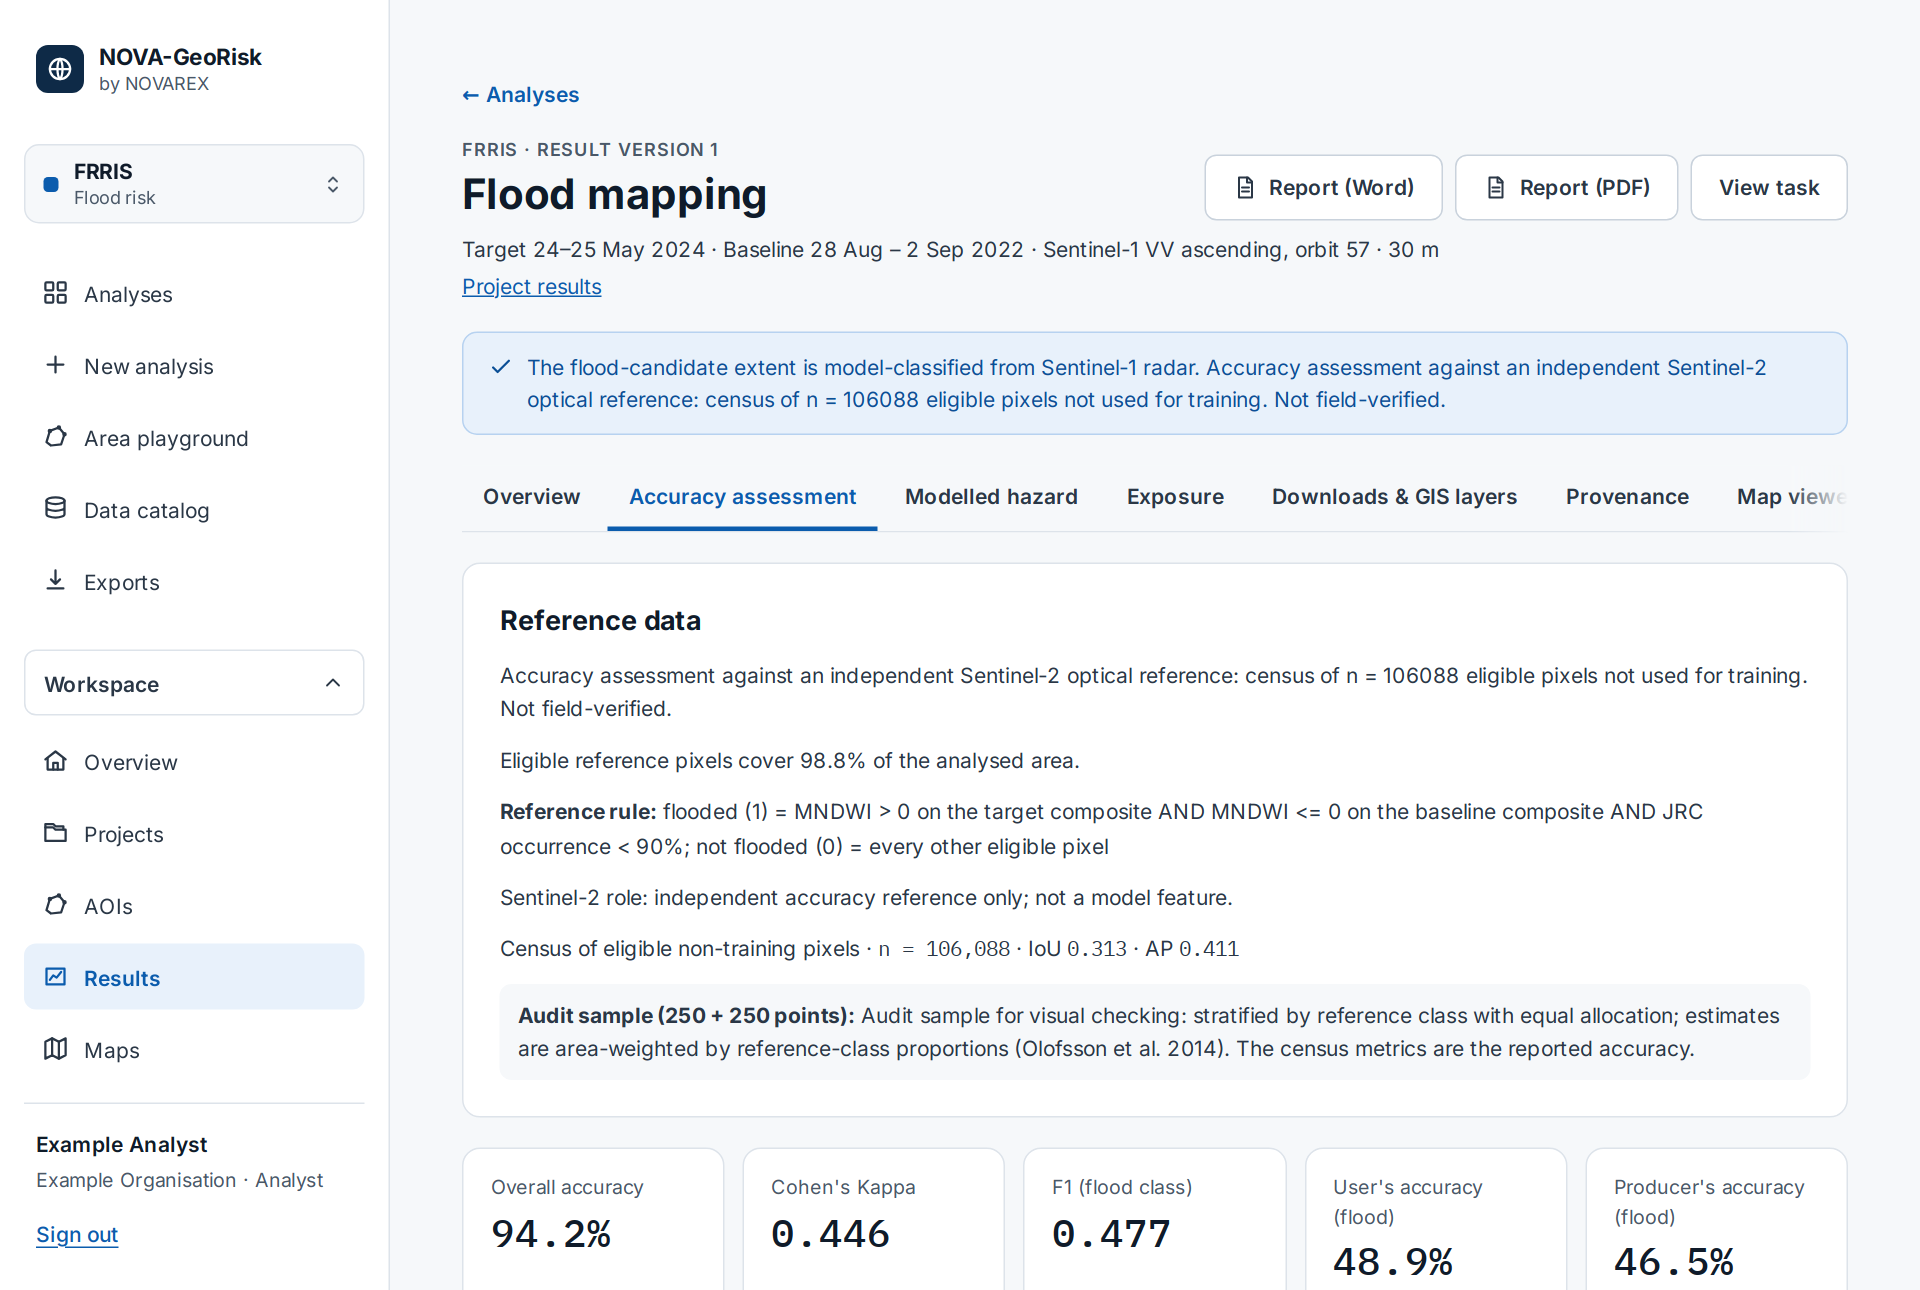 NOVA-GeoRisk
by NOVAREX
FRRIS
Flood risk
Analyses
New analysis
Area playground
Data catalog
Exports
Workspace
Overview
Projects
AOIs
Results
Maps
Example Analyst
Example Organisation · Analyst
Sign out
← Analyses
FRRIS · RESULT VERSION 1
Flood mapping
Report (Word)
Report (PDF)
View task
Target 24–25 May 2024 · Baseline 28 Aug – 2 Sep 2022 · Sentinel-1 VV ascending, orbit 57 · 30 m
Project results
The flood-candidate extent is model-classified from Sentinel-1 radar. Accuracy assessment against an independent Sentinel-2
optical reference: census of n = 106088 eligible pixels not used for training. Not field-verified.
Overview
Accuracy assessment
Modelled hazard
Exposure
Downloads & GIS layers
Provenance
Map viewe
Reference data
Accuracy assessment against an independent Sentinel-2 optical reference: census of n = 106088 eligible pixels not used for training.
Not field-verified.
Eligible reference pixels cover 98.8% of the analysed area.
Reference rule: flooded (1) = MNDWI > 0 on the target composite AND MNDWI <= 0 on the baseline composite AND JRC
occurrence < 90%; not flooded (0) = every other eligible pixel
Sentinel-2 role: independent accuracy reference only; not a model feature.
Census of eligible non-training pixels · n = 106,088 · IoU 0.313 · AP 0.411
Audit sample (250 + 250 points): Audit sample for visual checking: stratified by reference class with equal allocation; estimates
are area-weighted by reference-class proportions (Olofsson et al. 2014). The census metrics are the reported accuracy.
Overall accuracy
94.2%
Cohen's Kappa
0.446
F1 (flood class)
0.477
User's accuracy
(flood)
48.9%
Producer's accuracy
(flood)
46.5%